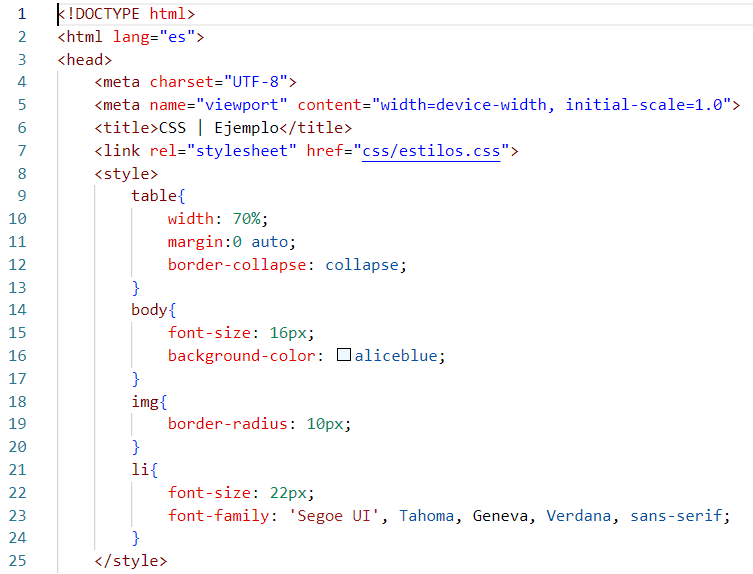 1 <!DOCTYPE html>
2 <html lang="es">
3 <head>
4     <meta charset="UTF-8">
5     <meta name="viewport" content="width=device-width, initial-scale=1.0">
6     <title>CSS | Ejemplo</title>
7     <link rel="stylesheet" href="css/estilos.css">
8     <style>
9         table{
10             width: 70%;
11             margin:0 auto;
12             border-collapse: collapse;
13         }
14         body{
15             font-size: 16px;
16             background-color: aliceblue;
17         }
18         img{
19             border-radius: 10px;
20         }
21         li{
22             font-size: 22px;
23             font-family: 'Segoe UI', Tahoma, Geneva, Verdana, sans-serif;
24         }
25     </style>